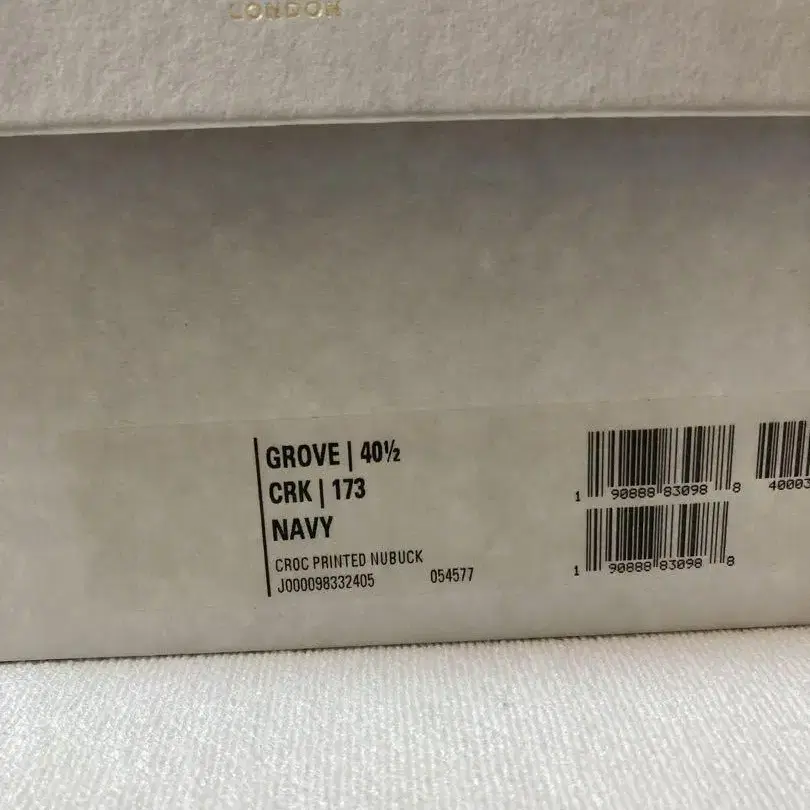 LONDON
GROVE | 40½
CRK | 173
NAVY
CROC PRINTED NUBUCK
J000098332405 054577
1 90888 83098 8
40003
1 90888 83098 8